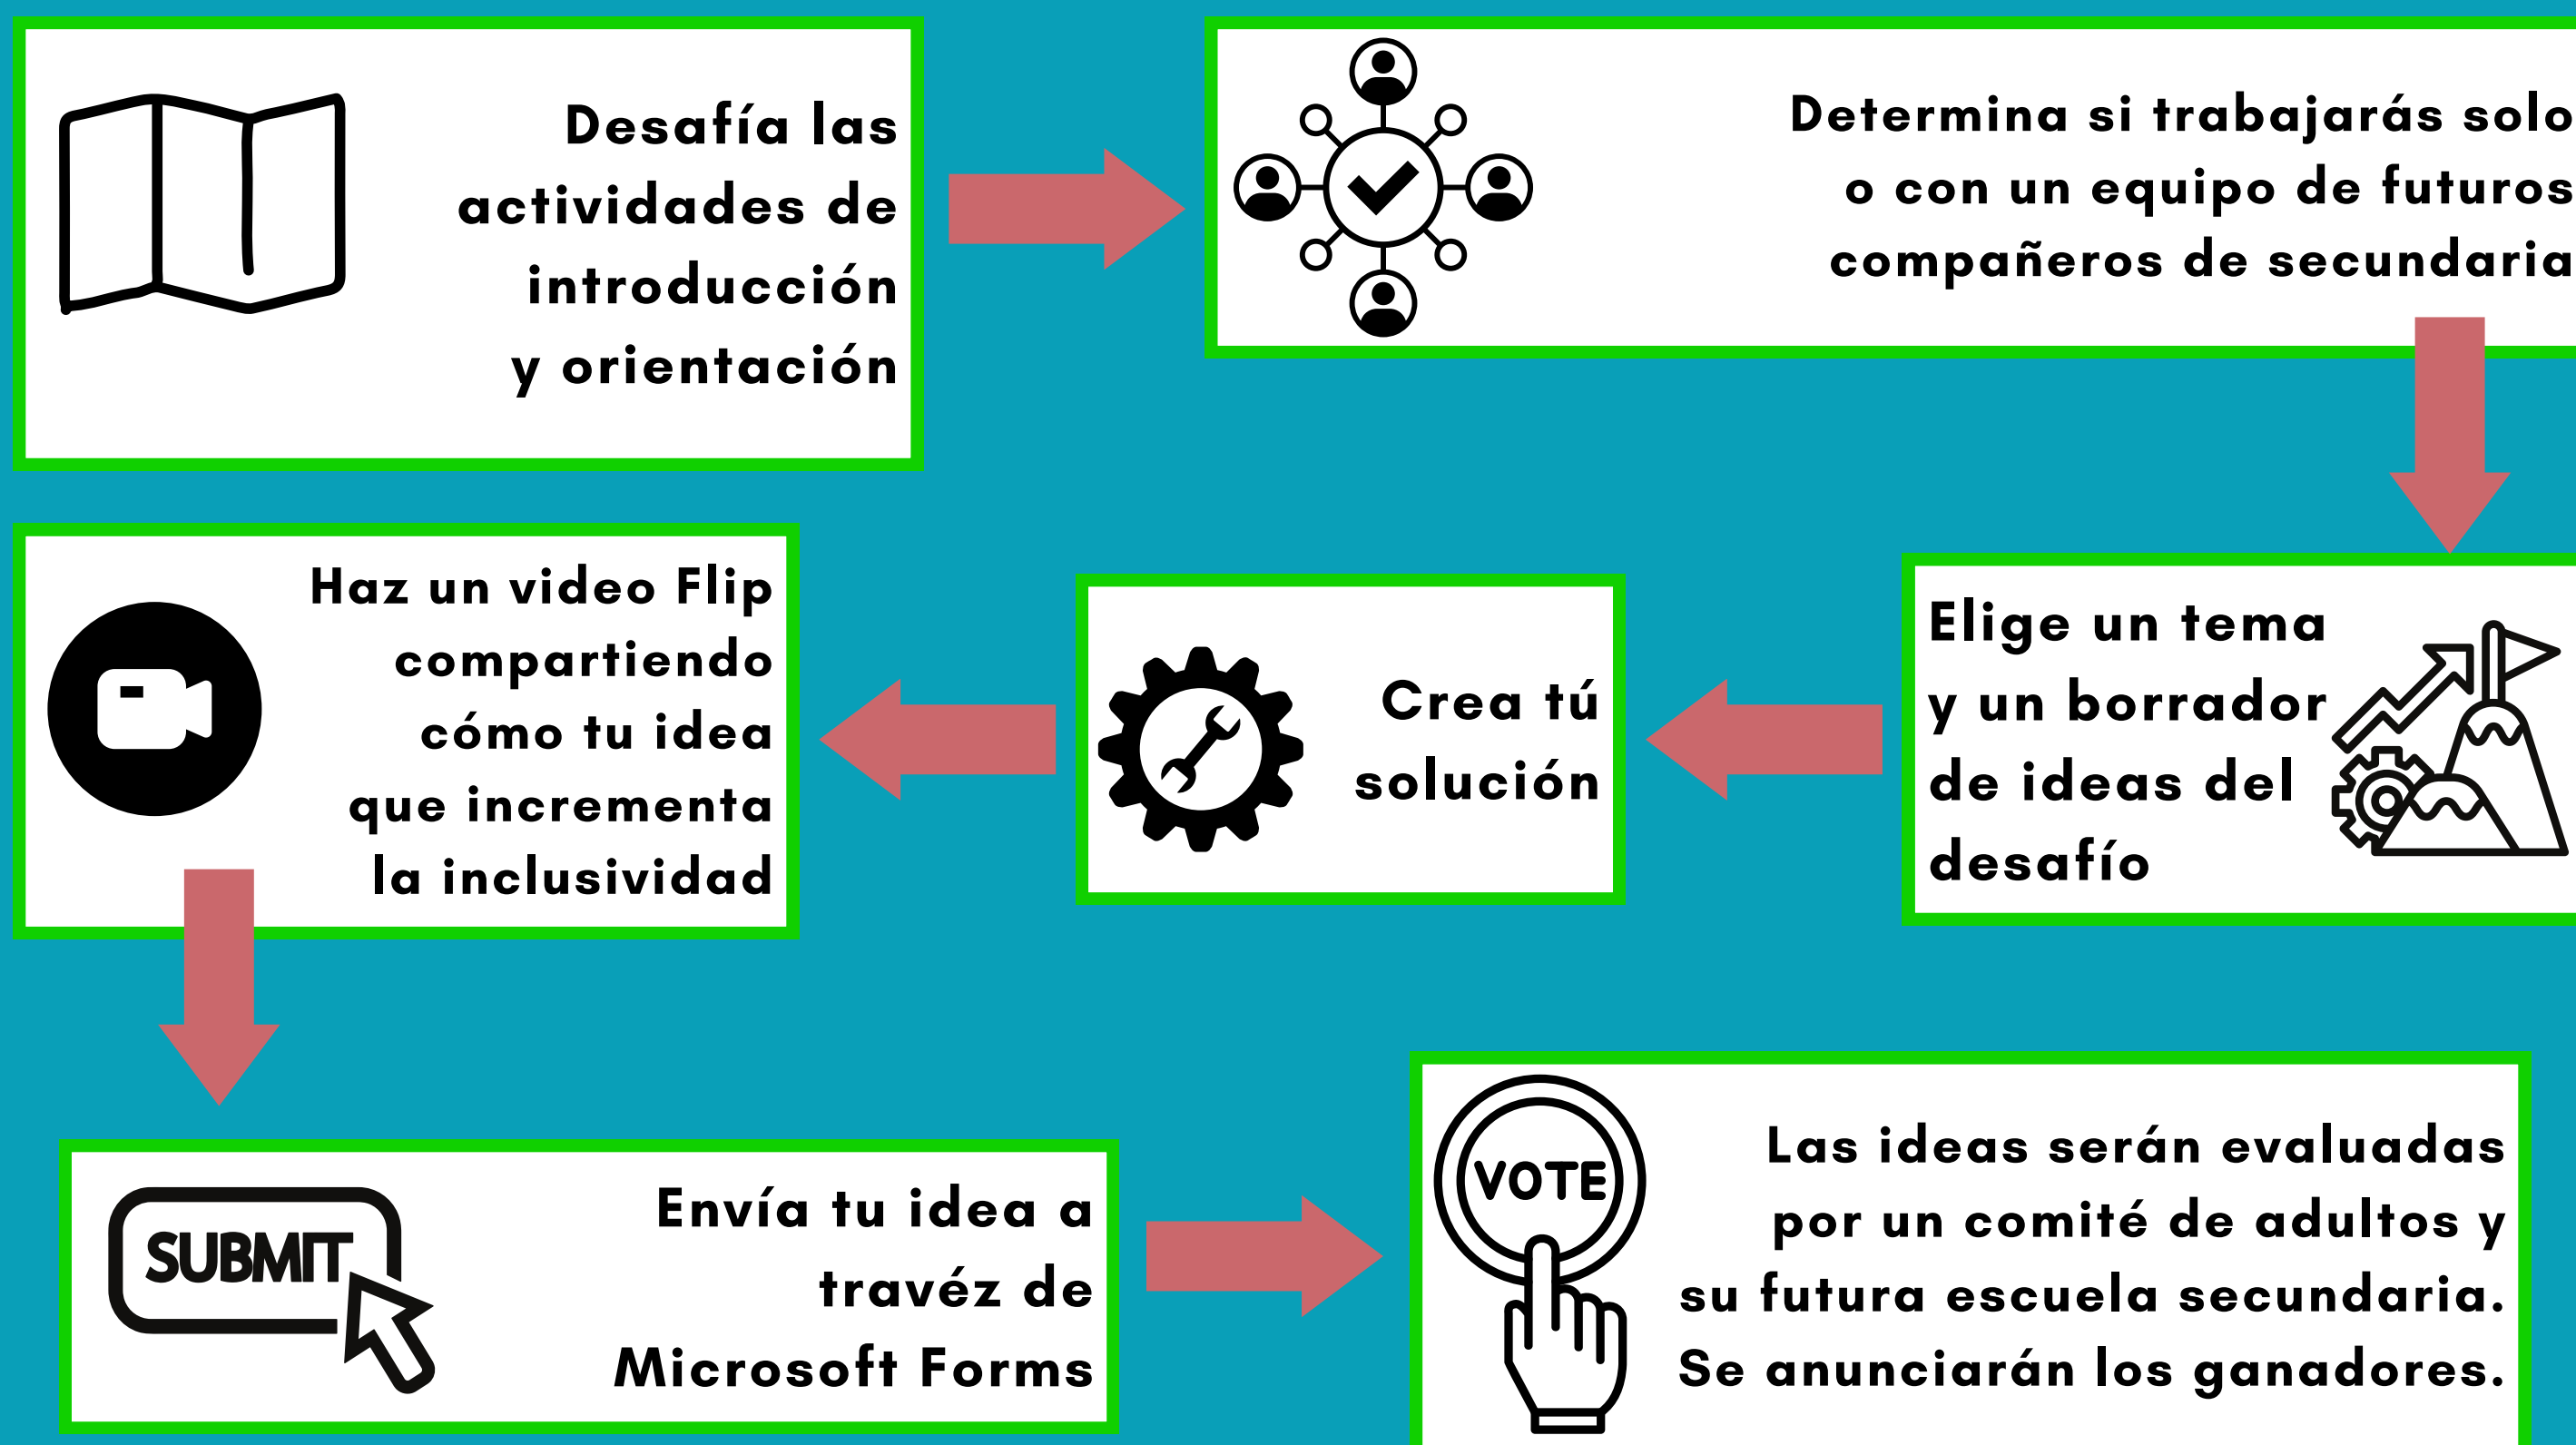 Desafía las
actividades de
introducción
y orientación
Determina si trabajarás solo
o con un equipo de futuros
compañeros de secundaria
Elige un tema
y un borrador
de ideas del
desafío
Crea tú
solución
Haz un video Flip
compartiendo
cómo tu idea
que incrementa
la inclusividad
SUBMIT
Envía tu idea a
travéz de
Microsoft Forms
VOTE
Las ideas serán evaluadas
por un comité de adultos y
su futura escuela secundaria.
Se anunciarán los ganadores.